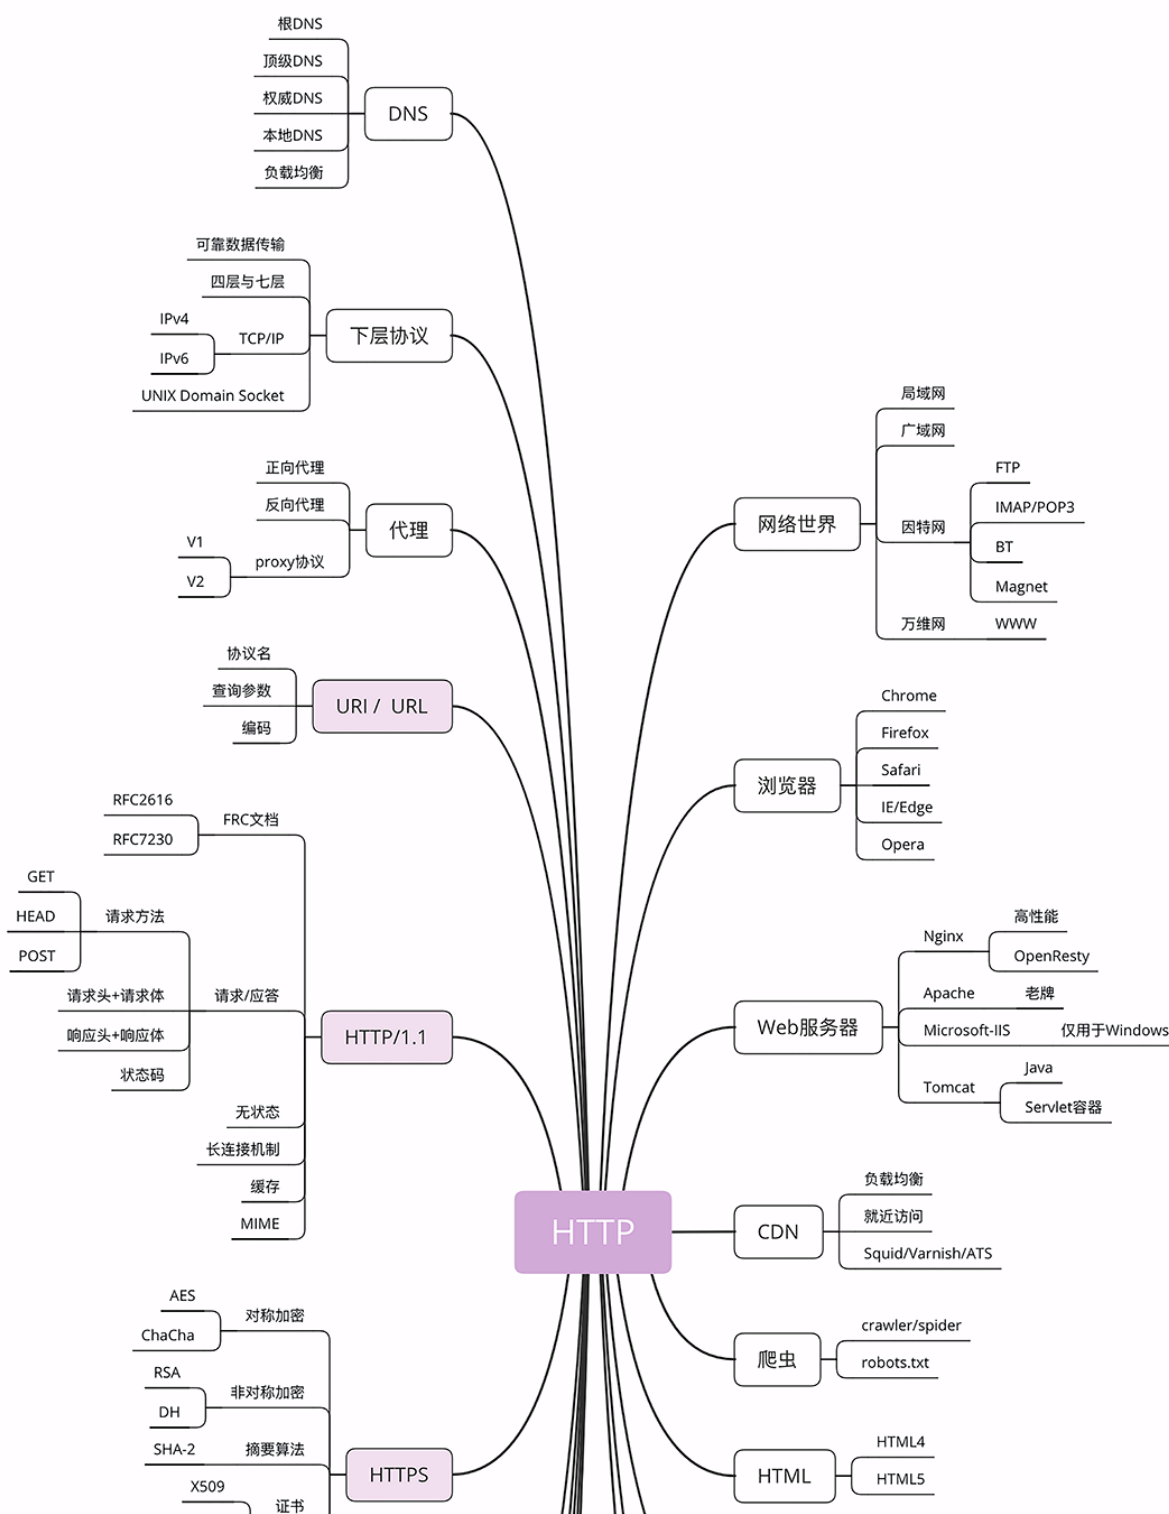 根DNS
顶级DNS
权威DNS
本地DNS
负载均衡
DNS
可靠数据传输
四层与七层
IPv4
IPv6
TCP/IP
UNIX Domain Socket
下层协议
正向代理
反向代理
V1
V2
proxy协议
代理
协议名
查询参数
编码
URI / URL
RFC2616
RFC7230
FRC文档
GET
HEAD
POST
请求方法
请求头+请求体
响应头+响应体
状态码
请求/应答
无状态
长连接机制
缓存
MIME
HTTP/1.1
AES
ChaCha
对称加密
RSA
DH
非对称加密
SHA-2
摘要算法
X509
证书
HTTPS
HTTP
网络世界
局域网
广域网
因特网
FTP
IMAP/POP3
BT
Magnet
万维网
WWW
浏览器
Chrome
Firefox
Safari
IE/Edge
Opera
Web服务器
Nginx
高性能
OpenResty
Apache
老牌
Microsoft-IIS
仅用于Windows
Tomcat
Java
Servlet容器
CDN
负载均衡
就近访问
Squid/Varnish/ATS
爬虫
crawler/spider
robots.txt
HTML
HTML4
HTML5